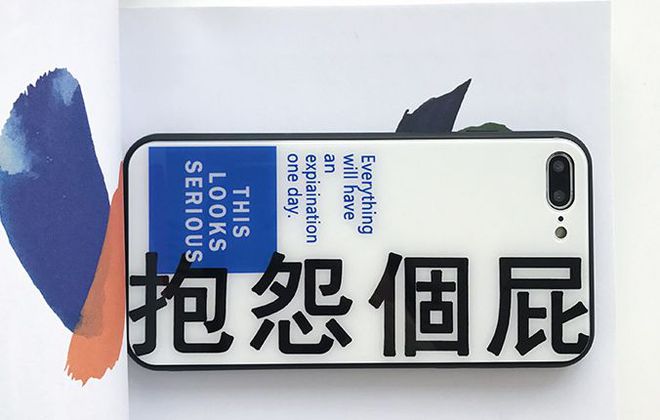 THIS
LOOKS
SERIOUS
Everything
will have
an
expiaination
one day.
抱怨個屁